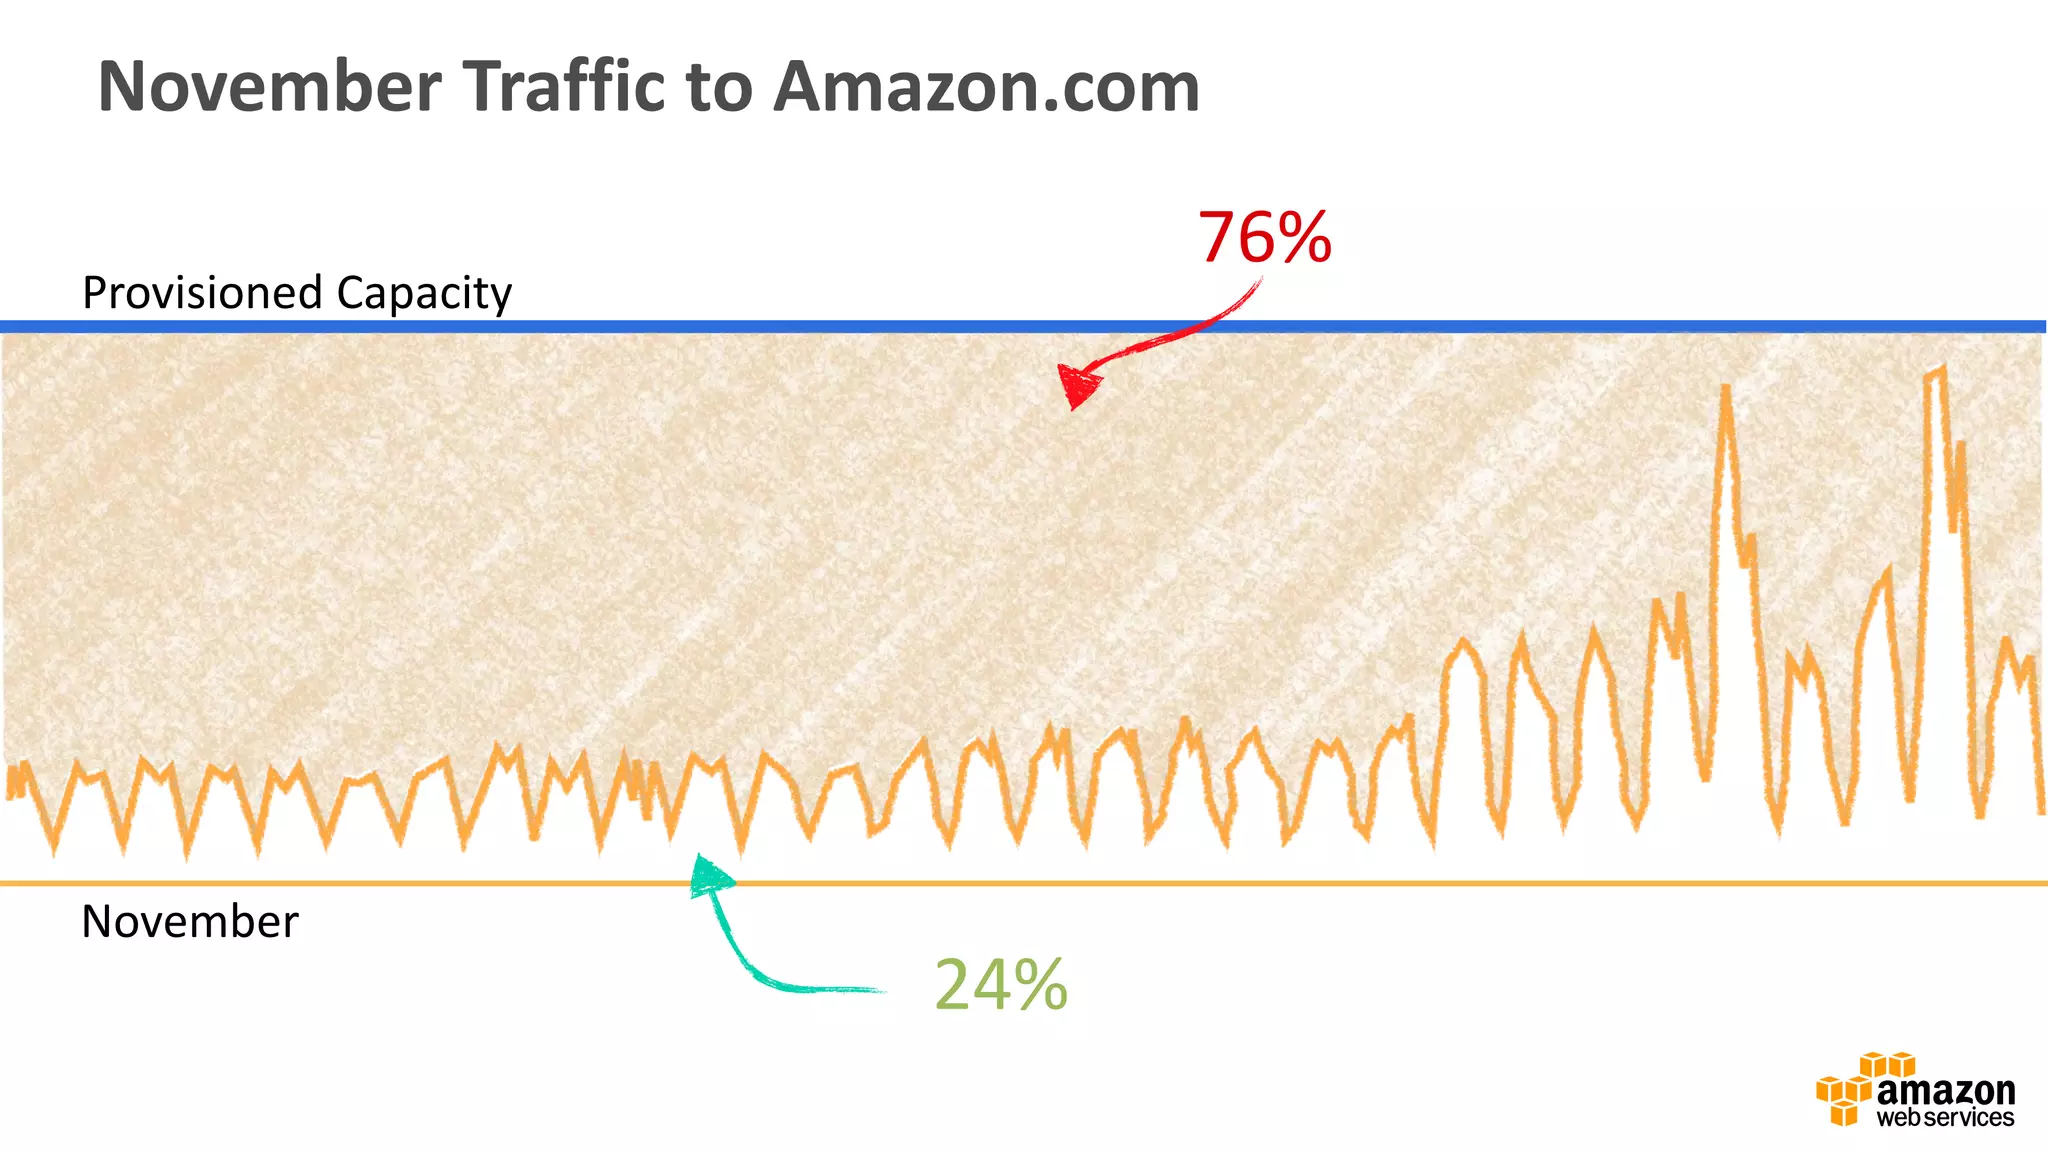 November Traffic to Amazon.com
76%
Provisioned Capacity
November
24%
amazon
webservices